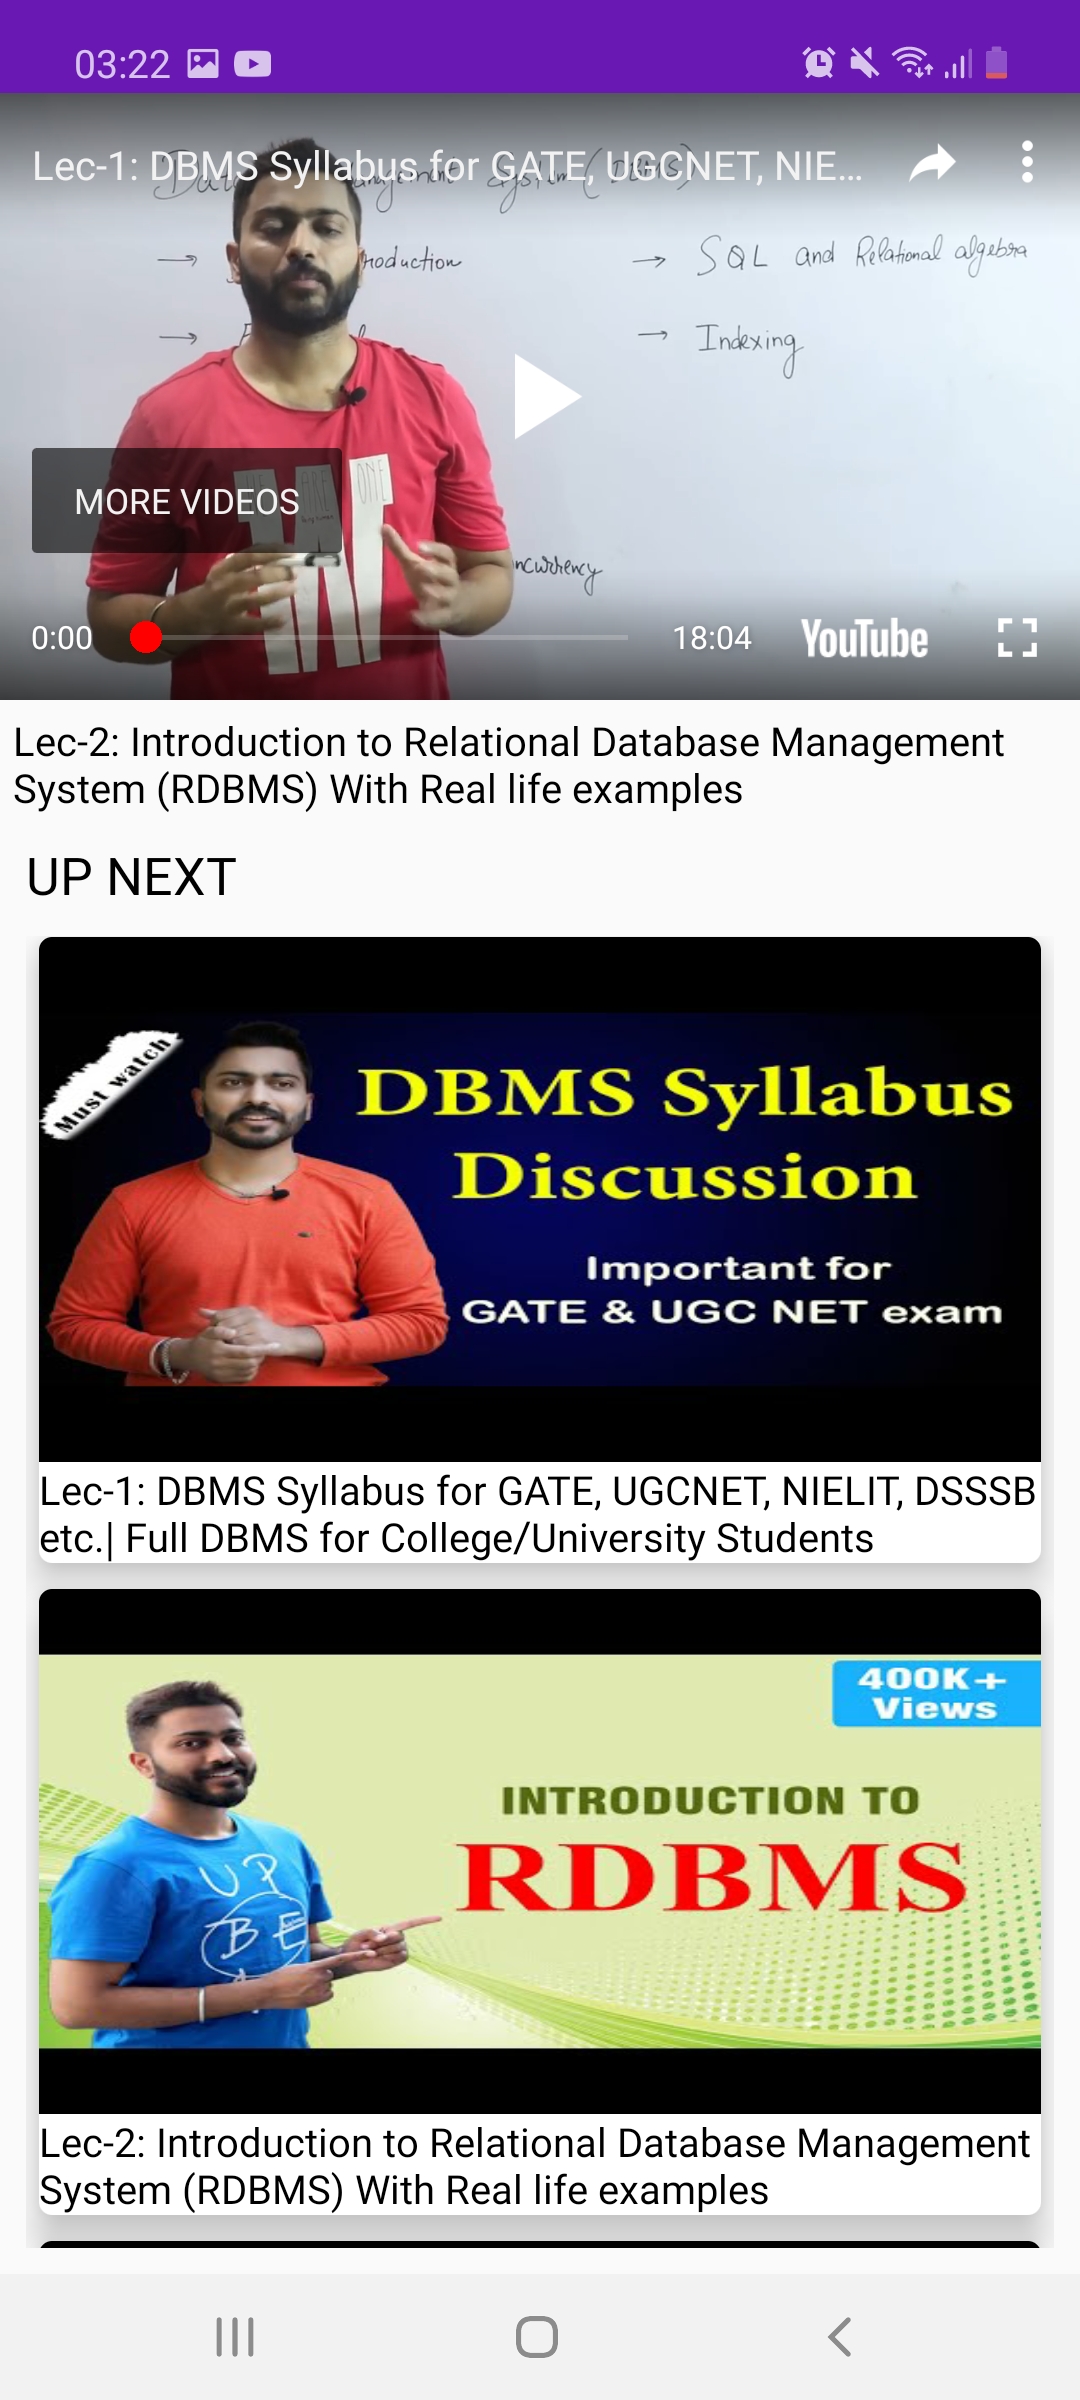 03:22
Lec-1: DBMS Syllabus for GATE, UGCNET, NIE...
System (DBMS)
SQL and Relational algebra
Indexing
MORE VIDEOS
0:00
18:04
YouTube
Lec-2: Introduction to Relational Database Management
System (RDBMS) With Real life examples
UP NEXT
Must watch
DBMS Syllabus
Discussion
Important for
GATE & UGC NET exam
Lec-1: DBMS Syllabus for GATE, UGCNET, NIELIT, DSSSB
etc.| Full DBMS for College/University Students
400K+
Views
INTRODUCTION TO
RDBMS
UP
BE
Lec-2: Introduction to Relational Database Management
System (RDBMS) With Real life examples